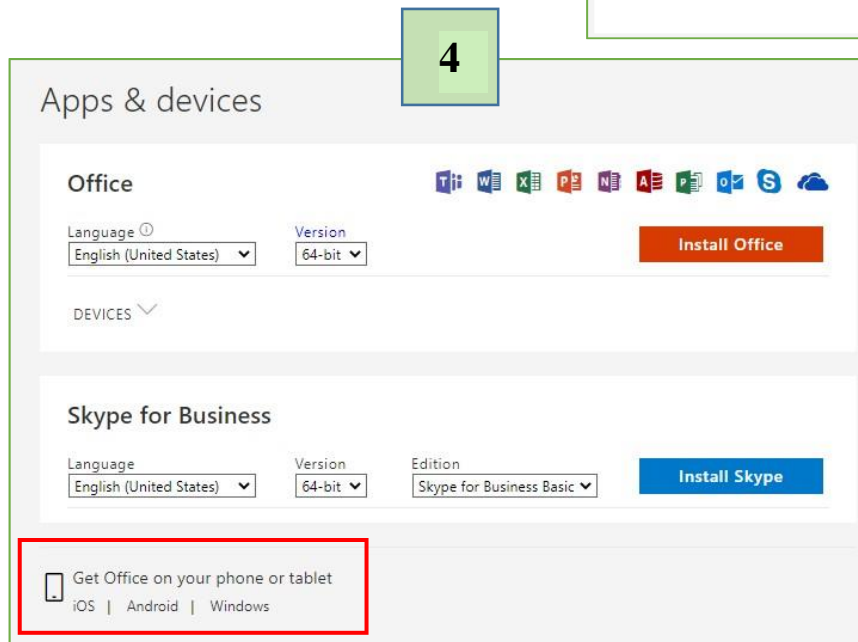 4
Apps & devices
Office
Language Version
English (United States) 64-bit Install Office
DEVICES
Skype for Business
Language Version Edition
English (United States) 64-bit Skype for Business Basic Install Skype
Get Office on your phone or tablet
iOS | Android | Windows